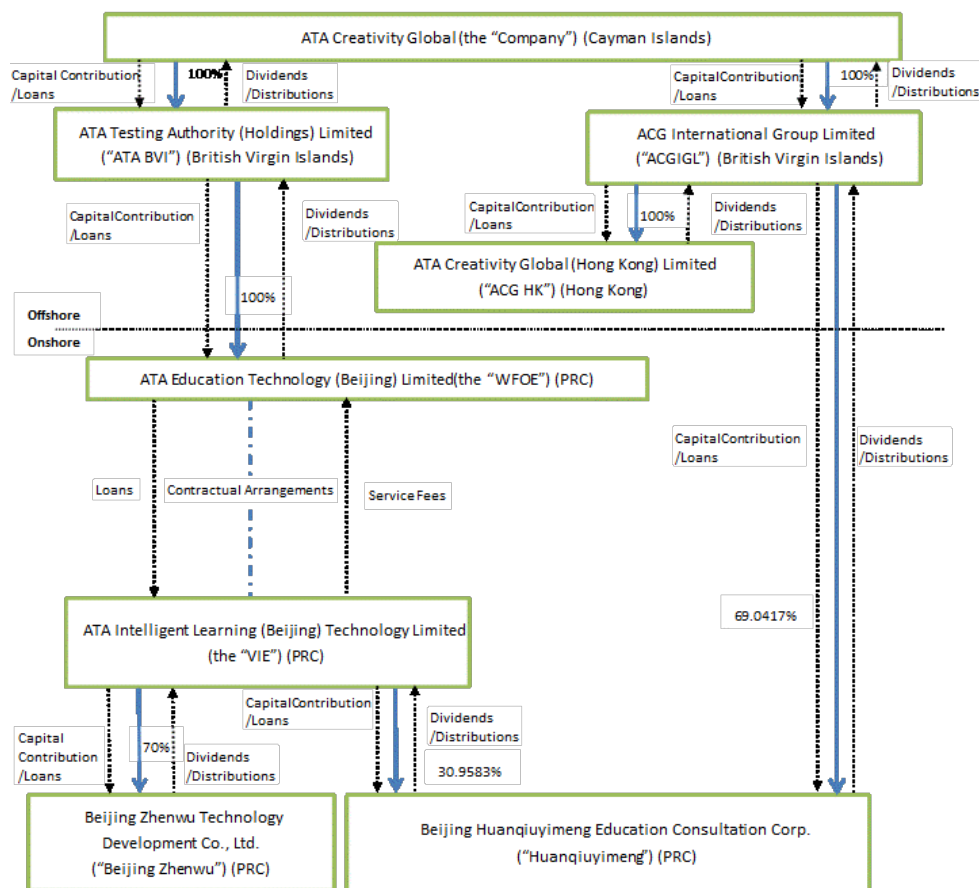 ATA Creativity Global (the “Company”) (Cayman Islands)
Capital Contribution
/Loans
100%
Dividends
/Distributions
CapitalContribution
/Loans
100%
Dividends
/Distributions
ATA Testing Authority (Holdings) Limited
(“ATA BVI”) (British Virgin Islands)
ACG International Group Limited
(“ACGIGL”) (British Virgin Islands)
CapitalContribution
/Loans
Dividends
/Distributions
CapitalContribution
/Loans
100%
Dividends
/Distributions
ATA Creativity Global (Hong Kong) Limited
(“ACG HK”) (Hong Kong)
100%
Offshore
Onshore
ATA Education Technology (Beijing) Limited(the “WFOE”) (PRC)
CapitalContribution
/Loans
Dividends
/Distributions
Loans
Contractual Arrangements
Service Fees
69.0417%
ATA Intelligent Learning (Beijing) Technology Limited
(the “VIE”) (PRC)
CapitalContribution
/Loans
Capital
Contribution
/Loans
70%
Dividends
/Distributions
Dividends
/Distributions
30.9583%
Beijing Zhenwu Technology
Development Co., Ltd.
(“Beijing Zhenwu”) (PRC)
Beijing Huanqiuyimeng Education Consultation Corp.
(“Huanqiuyimeng”) (PRC)